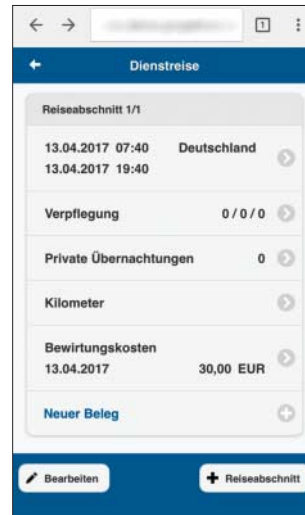 1
Dienstreise
Reiseabschnitt 1/1
13.04.2017 07:40 Deutschland
13.04.2017 19:40
Verpflegung 0 / 0 / 0
Private Übernachtungen 0
Kilometer
Bewirtungskosten
13.04.2017 30,00 EUR
Neuer Beleg
Bearbeiten
Reiseabschnitt